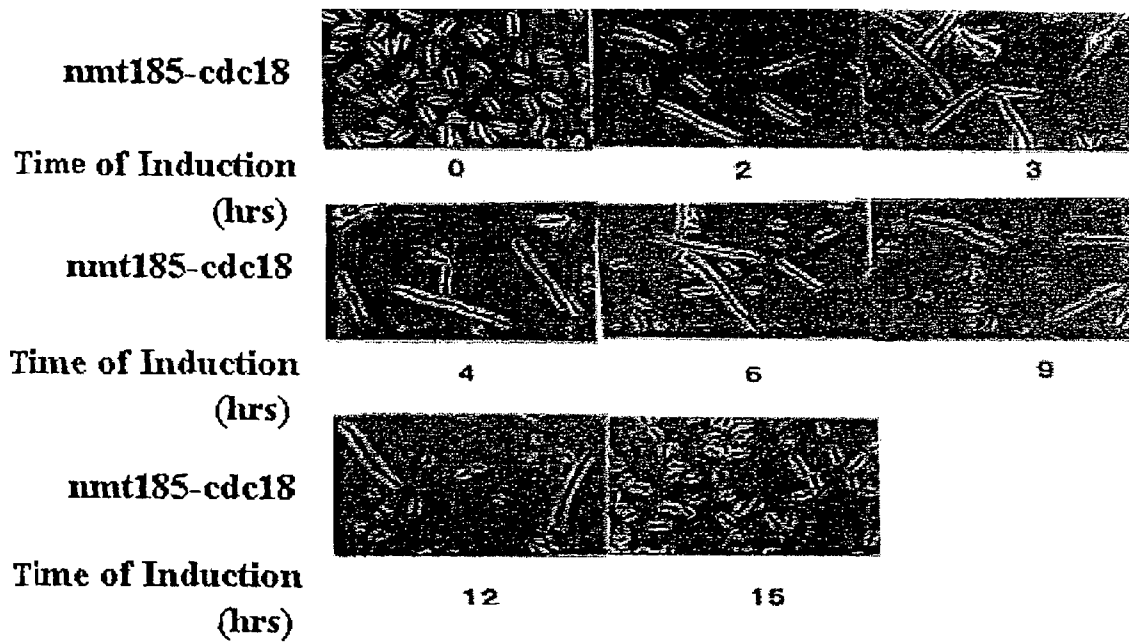 nmt185-cdc18
Time of Induction
(hrs)
0 2 3
nmt185-cdc18
Time of Induction
(hrs)
4 6 9
nmt185-cdc18
Time of Induction
(hrs)
12 15